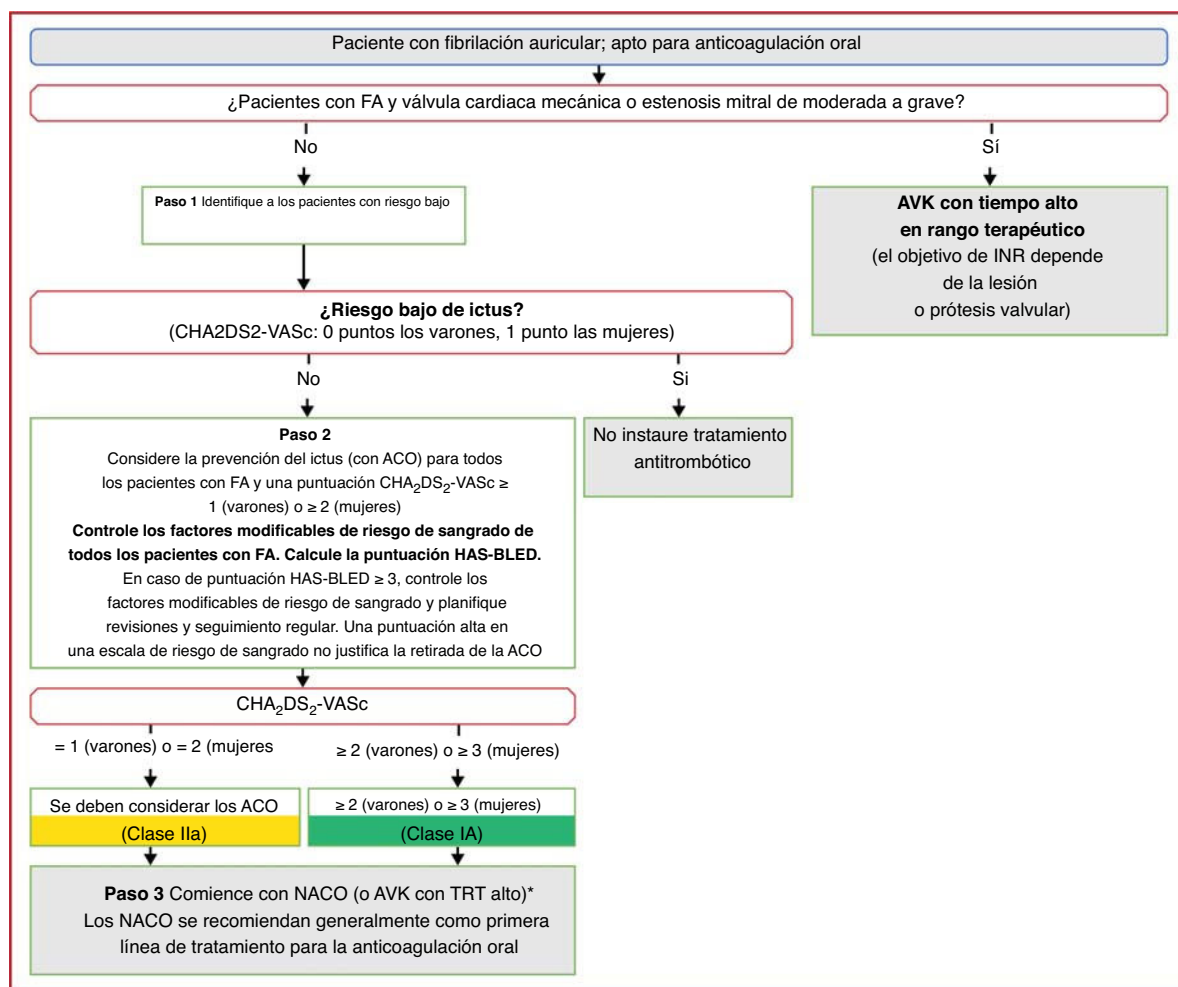 Paciente con fibrilación auricular; apto para anticoagulación oral
¿Pacientes con FA y válvula cardiaca mecánica o estenosis mitral de moderada a grave?
No
Sí
Paso 1 Identifique a los pacientes con riesgo bajo
AVK con tiempo alto
en rango terapéutico
(el objetivo de INR depende
de la lesión
o prótesis valvular)
¿Riesgo bajo de ictus?
(CHA2DS2-VASc: 0 puntos los varones, 1 punto las mujeres)
No
Si
Paso 2
Considere la prevención del ictus (con ACO) para todos
los pacientes con FA y una puntuación CHA₂DS₂-VASc ≥
1 (varones) o ≥ 2 (mujeres)
Controle los factores modificables de riesgo de sangrado de
todos los pacientes con FA. Calcule la puntuación HAS-BLED.
En caso de puntuación HAS-BLED ≥ 3, controle los
factores modificables de riesgo de sangrado y planifique
revisiones y seguimiento regular. Una puntuación alta en
una escala de riesgo de sangrado no justifica la retirada de la ACO
No instaure tratamiento
antitrombótico
CHA₂DS₂-VASc
= 1 (varones) o = 2 (mujeres
≥ 2 (varones) o ≥ 3 (mujeres)
Se deben considerar los ACO
(Clase IIa)
≥ 2 (varones) o ≥ 3 (mujeres)
(Clase IA)
Paso 3 Comience con NACO (o AVK con TRT alto)*
Los NACO se recomiendan generalmente como primera
línea de tratamiento para la anticoagulación oral